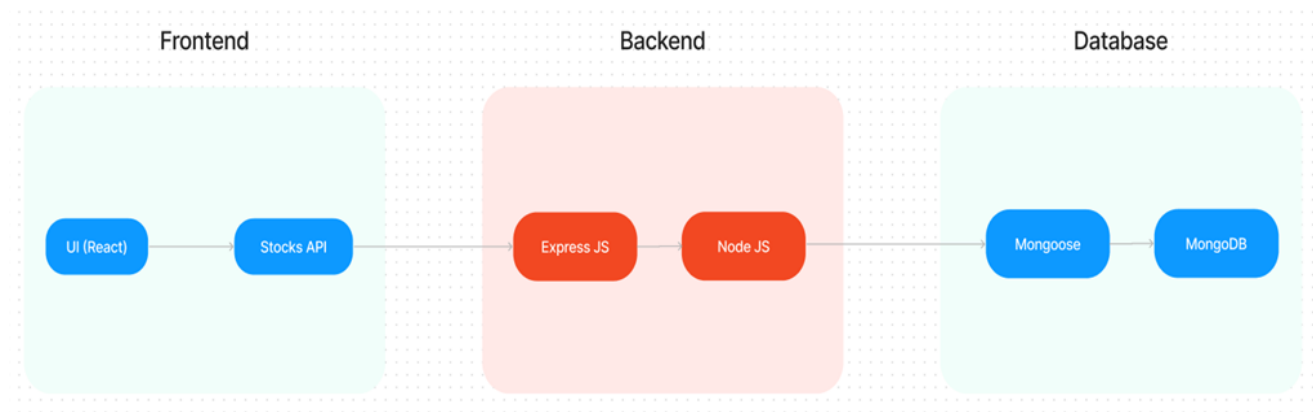 Frontend
Backend
Database
UI (React)
Stocks API
Express JS
Node JS
Mongoose
MongoDB